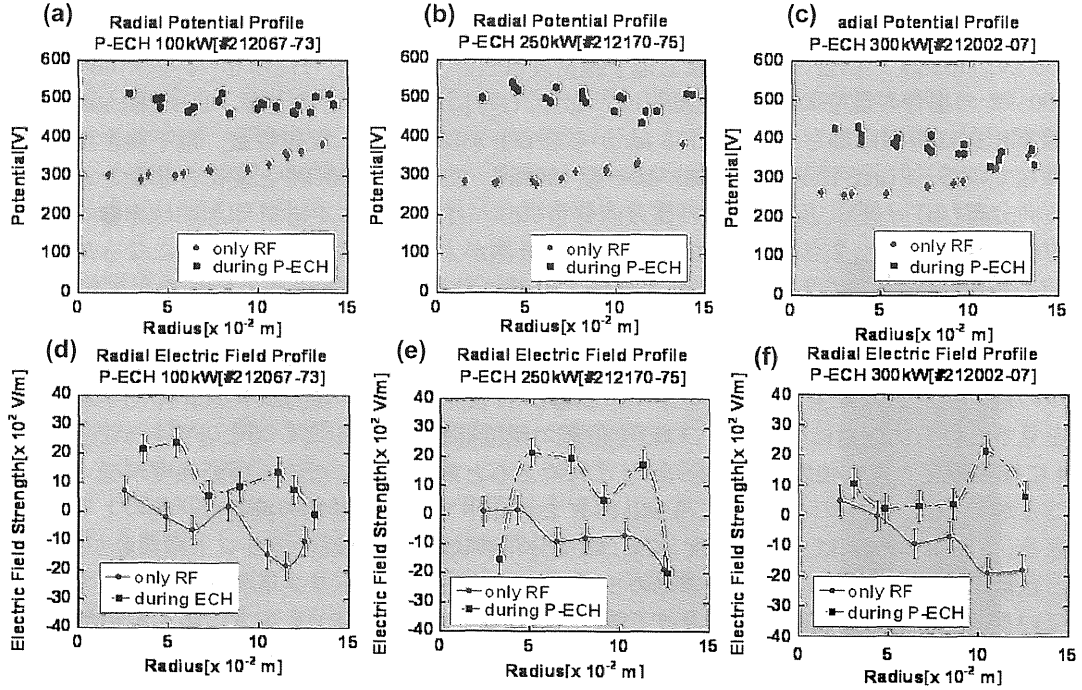 (a)
Radial Potential Profile
P-ECH 100kW[#212067-73]
Potential[V]
600
500
400
300
200
100
0
only RF
during P-ECH
0
5
10
15
Radius[x 10-2 m]
(b)
Radial Potential Profile
P-ECH 250kW[#212170-75]
Potential[V]
600
500
400
300
200
100
0
only RF
during P-ECH
0
5
10
15
Radius[x 10-2 m]
(c)
adial Potential Profile
P-ECH 300kW[#212002-07]
Potential[V]
600
500
400
300
200
100
0
only RF
during P-ECH
0
5
10
15
Radius[x 10-2 m]
(d)
Radial Electric Field Profile
P-ECH 100kW[#212067-73]
Electric Field Strength[x 10² V/m]
40
30
20
10
0
-10
-20
-30
-40
only RF
during ECH
0
5
10
15
Radius[x 10-2 m]
(e)
Radial Electric Field Profile
P-ECH 250kW[#212170-75]
Electric Field Strength[x 10² V/m]
40
30
20
10
0
-10
-20
-30
-40
only RF
during P-ECH
0
5
10
15
Radius[x 10-2 m]
(f)
Radial Electric Field Profile
P-ECH 300kW[#212002-07]
Electric Field Strength[x 10² V/m]
40
30
20
10
0
-10
-20
-30
-40
only RF
during P-ECH
0
5
10
15
Radius[x 10-2 m]